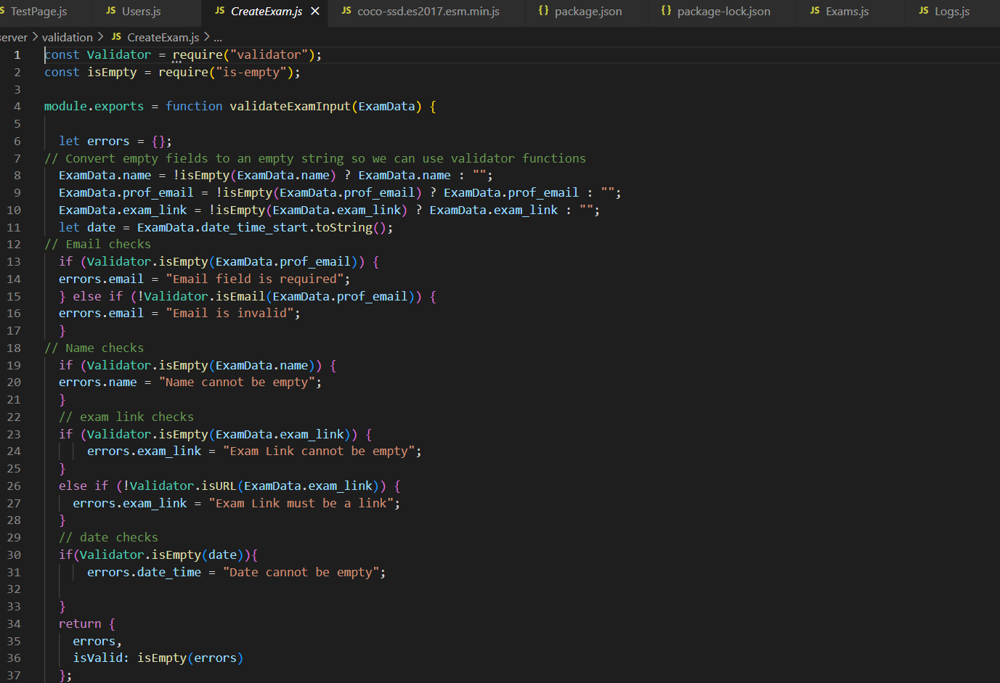 S TestPage.js JS Users.js JS CreateExam.js × JS coco-ssd.es2017.esm.min.js {} package.json {} package-lock.json JS Exams.js JS Logs.js
server > validation > JS CreateExam.js > ...
1 const Validator = require("validator");
2 const isEmpty = require("is-empty");
3
4 module.exports = function validateExamInput(ExamData) {
5
6   let errors = {};
7 // Convert empty fields to an empty string so we can use validator functions
8   ExamData.name = !isEmpty(ExamData.name) ? ExamData.name : "";
9   ExamData.prof_email = !isEmpty(ExamData.prof_email) ? ExamData.prof_email : "";
10   ExamData.exam_link = !isEmpty(ExamData.exam_link) ? ExamData.exam_link : "";
11   let date = ExamData.date_time_start.toString();
12 // Email checks
13   if (Validator.isEmpty(ExamData.prof_email)) {
14   errors.email = "Email field is required";
15   } else if (!Validator.isEmail(ExamData.prof_email)) {
16   errors.email = "Email is invalid";
17   }
18 // Name checks
19   if (Validator.isEmpty(ExamData.name)) {
20   errors.name = "Name cannot be empty";
21   }
22   // exam link checks
23   if (Validator.isEmpty(ExamData.exam_link)) {
24       errors.exam_link = "Exam Link cannot be empty";
25   }
26   else if (!Validator.isURL(ExamData.exam_link)) {
27     errors.exam_link = "Exam Link must be a link";
28   }
29   // date checks
30   if(Validator.isEmpty(date)){
31       errors.date_time = "Date cannot be empty";
32
33   }
34   return {
35     errors,
36     isValid: isEmpty(errors)
37   };